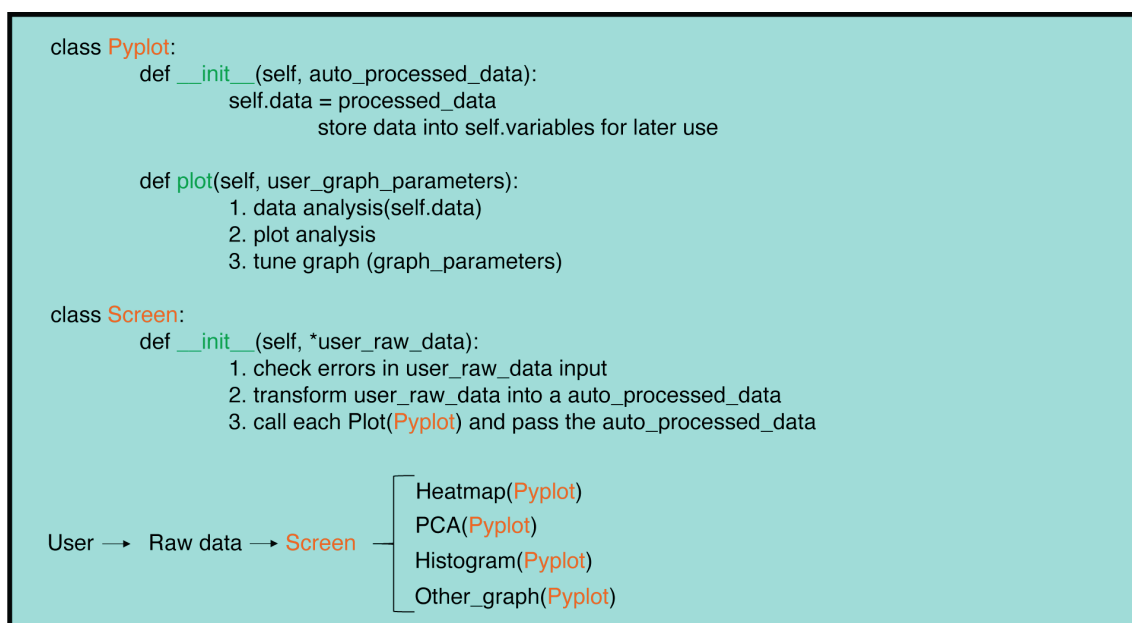 class Pyplot:
def __init__(self, auto_processed_data):
self.data = processed_data
store data into self.variables for later use
def plot(self, user_graph_parameters):
1. data analysis(self.data)
2. plot analysis
3. tune graph (graph_parameters)
class Screen:
def __init__(self, *user_raw_data):
1. check errors in user_raw_data input
2. transform user_raw_data into a auto_processed_data
3. call each Plot(Pyplot) and pass the auto_processed_data
User → Raw data → Screen
Heatmap(Pyplot)
PCA(Pyplot)
Histogram(Pyplot)
Other_graph(Pyplot)